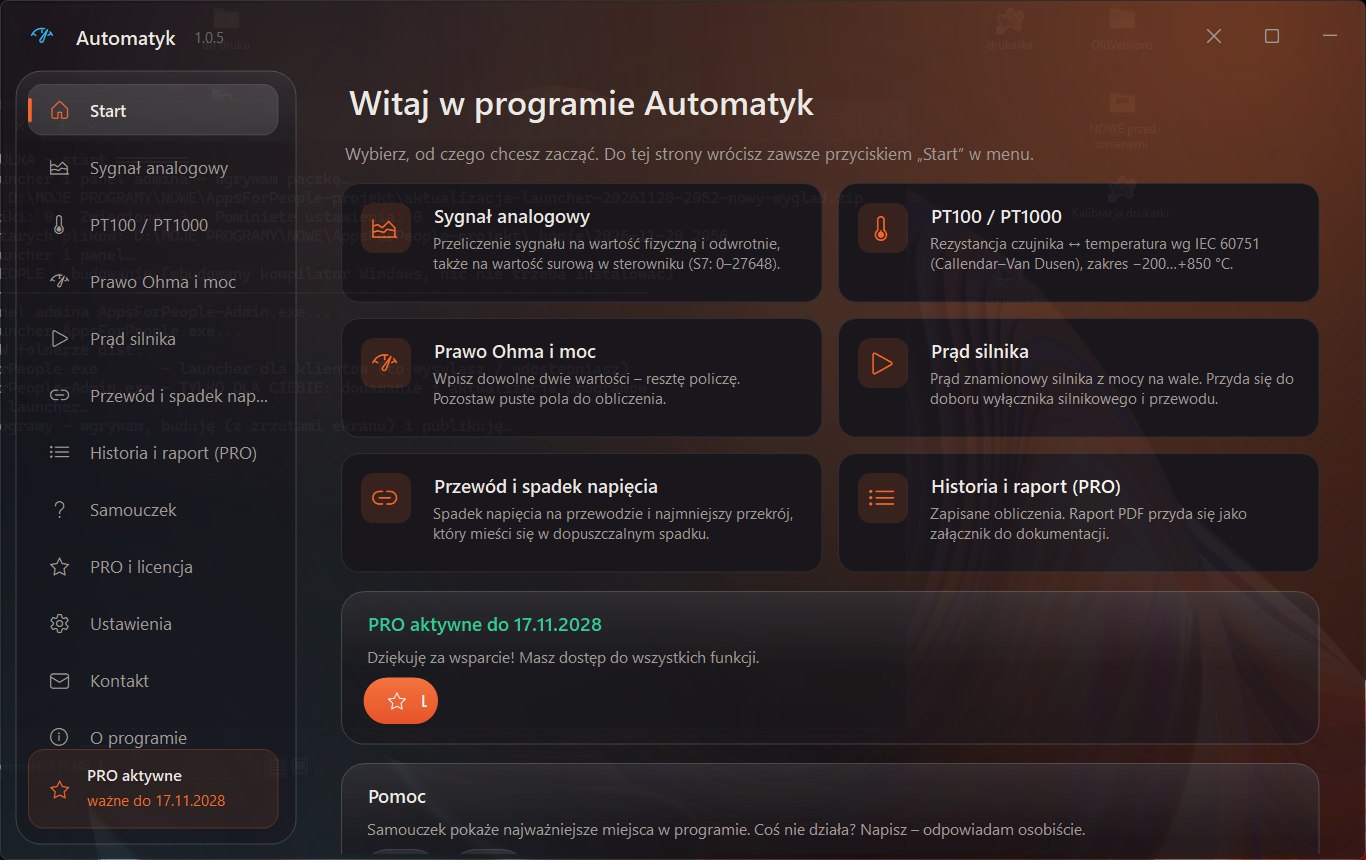 Automatyk 1.0.5
Start
Sygnał analogowy
PT100 / PT1000
Prawo Ohma i moc
Prąd silnika
Przewód i spadek nap...
Historia i raport (PRO)
Samouczek
PRO i licencja
Ustawienia
Kontakt
O programie
PRO aktywne
ważne do 17.11.2028
Witaj w programie Automatyk
Wybierz, od czego chcesz zacząć. Do tej strony wrócisz zawsze przyciskiem „Start” w menu.
Sygnał analogowy
Przeliczenie sygnału na wartość fizyczną i odwrotnie,
także na wartość surową w sterowniku (S7: 0–27648).
PT100 / PT1000
Rezystancja czujnika ↔ temperatura wg IEC 60751
(Callendar–Van Dusen), zakres −200…+850 °C.
Prawo Ohma i moc
Wpisz dowolne dwie wartości – resztę policzę.
Pozostaw puste pola do obliczenia.
Prąd silnika
Prąd znamionowy silnika z mocy na wale. Przyda się do
doboru wyłącznika silnikowego i przewodu.
Przewód i spadek napięcia
Spadek napięcia na przewodzie i najmniejszy przekrój,
który mieści się w dopuszczalnym spadku.
Historia i raport (PRO)
Zapisane obliczenia. Raport PDF przyda się jako
załącznik do dokumentacji.
PRO aktywne do 17.11.2028
Dziękuję za wsparcie! Masz dostęp do wszystkich funkcji.
Pomoc
Samouczek pokaże najważniejsze miejsca w programie. Coś nie działa? Napisz – odpowiadam osobiście.
drukarka
OldVersions
NOWE przed
zmianami
Kalibracja drukarki